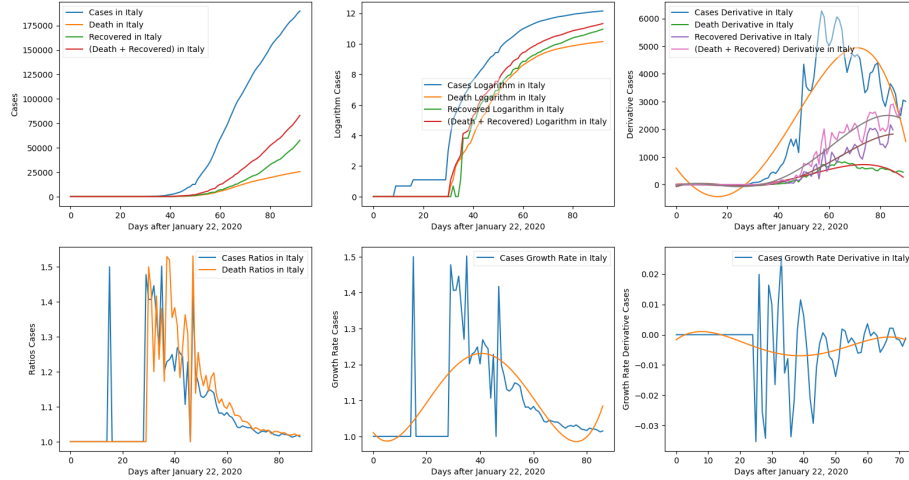 Cases in Italy
Death in Italy
Recovered in Italy
(Death + Recovered) in Italy
175000
150000
125000
100000
75000
50000
25000
0
Cases
0 20 40 60 80
Days after January 22, 2020
12
10
8
6
4
2
0
Logarithm Cases
Cases Logarithm in Italy
Death Logarithm in Italy
Recovered Logarithm in Italy
(Death + Recovered) Logarithm in Italy
0 20 40 60 80
Days after January 22, 2020
Cases Derivative in Italy
Death Derivative in Italy
Recovered Derivative in Italy
(Death + Recovered) Derivative in Italy
6000
5000
4000
3000
2000
1000
0
Derivative Cases
0 20 40 60 80
Days after January 22, 2020
Cases Ratios in Italy
Death Ratios in Italy
1.5
1.4
1.3
1.2
1.1
1.0
Ratios Cases
0 20 40 60 80
Days after January 22, 2020
Cases Growth Rate in Italy
1.5
1.4
1.3
1.2
1.1
1.0
Growth Rate Cases
0 20 40 60 80
Days after January 22, 2020
Cases Growth Rate Derivative in Italy
0.02
0.01
0.00
−0.01
−0.02
−0.03
Growth Rate Derivative Cases
0 10 20 30 40 50 60 70
Days after January 22, 2020